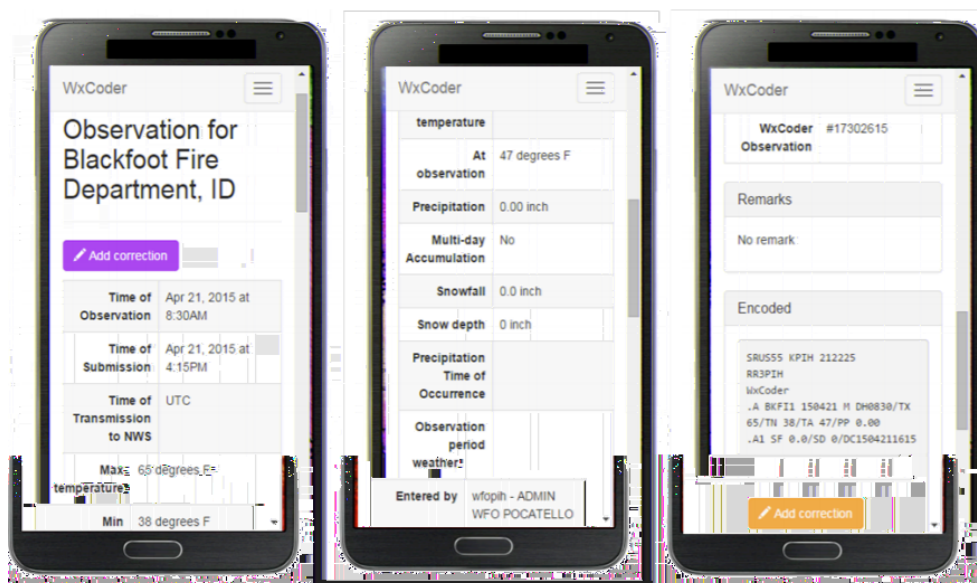 WxCoder
Observation for
Blackfoot Fire
Department, ID
Add correction
Time of Observation Apr 21, 2015 at 8:30AM
Time of Submission Apr 21, 2015 at 4:15PM
Time of Transmission to NWS UTC
Max temperature 65 degrees F
Min 38 degrees F
WxCoder
temperature
At observation 47 degrees F
Precipitation 0.00 inch
Multi-day Accumulation No
Snowfall 0.0 inch
Snow depth 0 inch
Precipitation Time of Occurrence
Observation period weather
Entered by wfopih - ADMIN WFO POCATELLO
WxCoder
WxCoder Observation #17302615
Remarks
No remark
Encoded
SRUS55 KPIH 212225
RR3PIH
WxCoder
.A BKFI1 150421 M DH0830/TX
65/TN 38/TA 47/PP 0.00
.A1 SF 0.0/SD 0/DC1504211615
Add correction